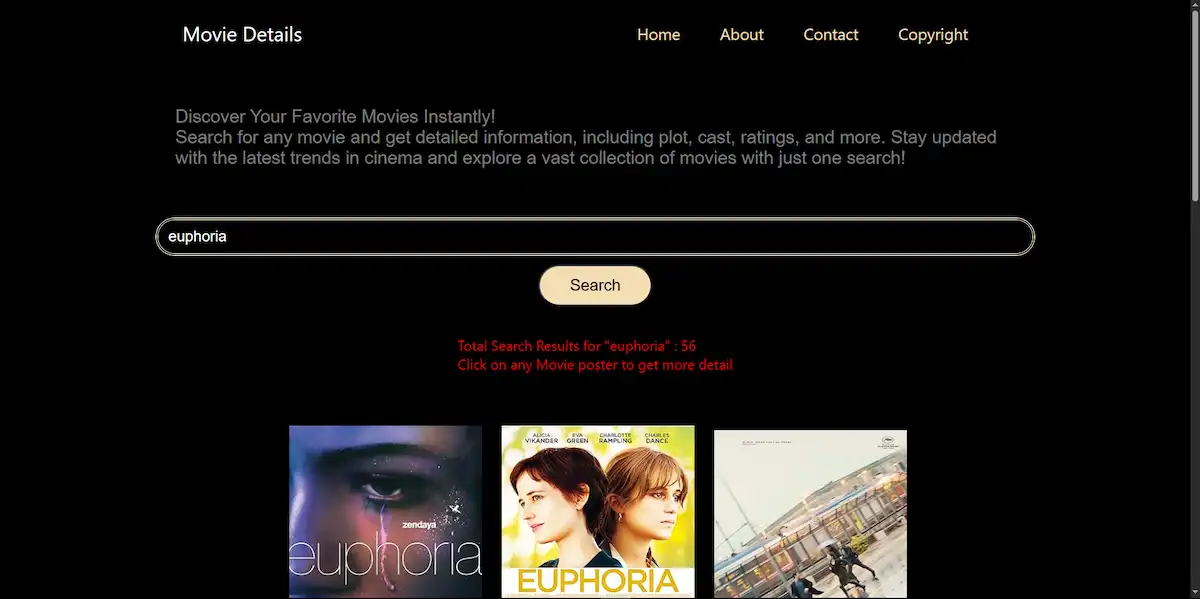 Movie Details
Home About Contact Copyright
Discover Your Favorite Movies Instantly!
Search for any movie and get detailed information, including plot, cast, ratings, and more. Stay updated
with the latest trends in cinema and explore a vast collection of movies with just one search!
euphoria
Search
Total Search Results for "euphoria" : 56
Click on any Movie poster to get more detail
zendaya
euphoria
ALICIA VIKANDER EVA GREEN CHARLOTTE RAMPLING CHARLES DANCE
EUPHORIA